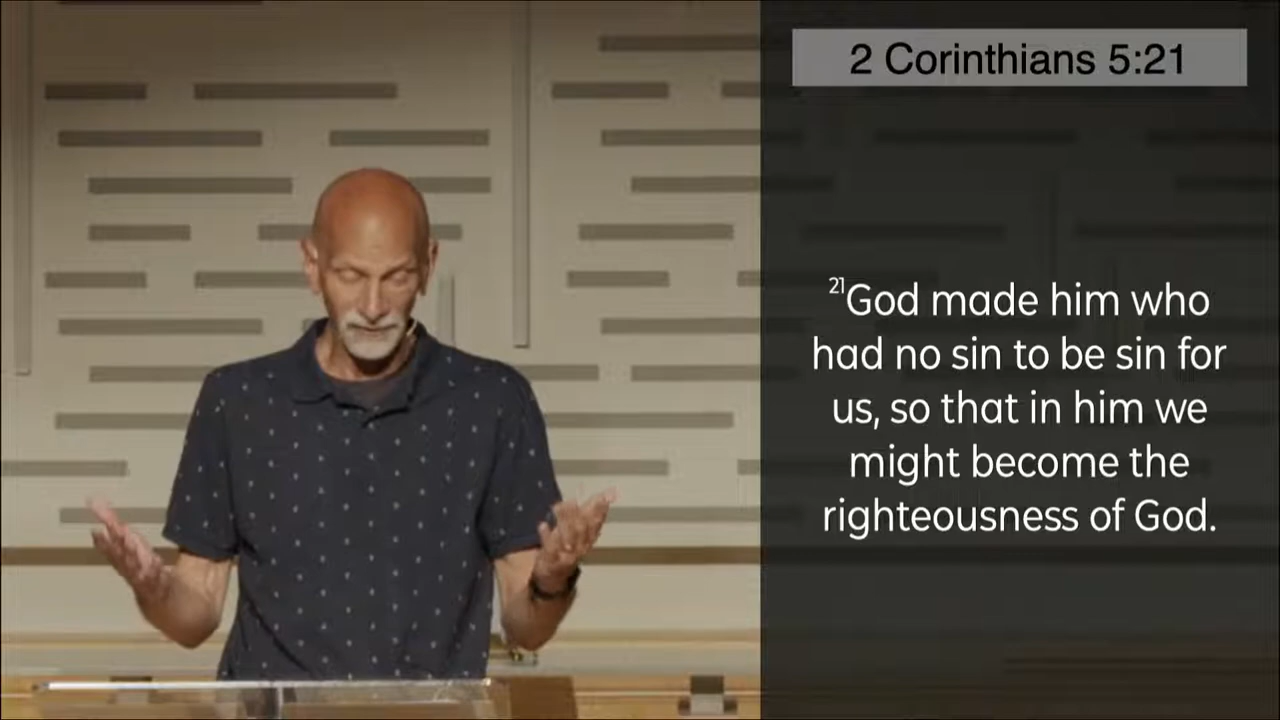 2 Corinthians 5:21
21God made him who
had no sin to be sin for
us, so that in him we
might become the
righteousness of God.